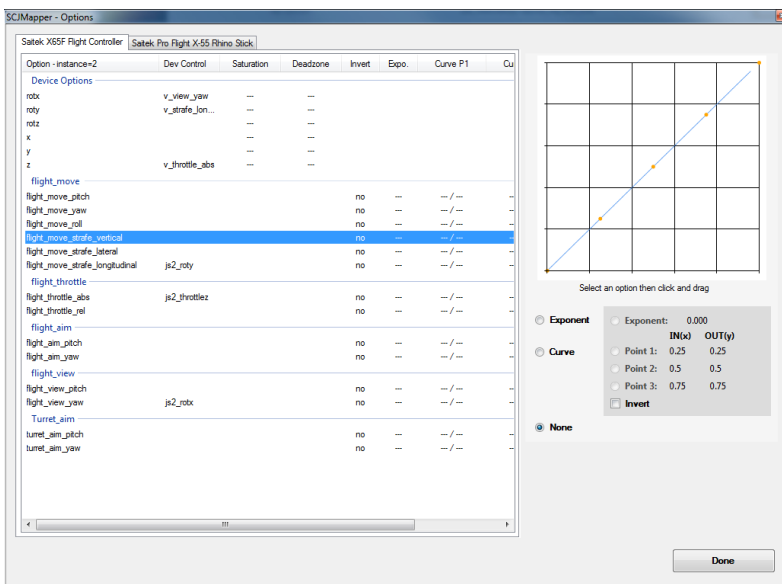 SCJMapper - Options
Saitek X65F Flight Controller Saitek Pro Flight X-55 Rhino Stick
Option - instance=2 Dev Control Saturation Deadzone Invert Expo. Curve P1 Cu
Device Options
rotx v_view_yaw --- ---
roty v_strafe_lon... --- ---
rotz --- ---
x --- ---
y --- ---
z v_throttle_abs --- ---
flight_move
flight_move_pitch no --- --- / --- --
flight_move_yaw no --- --- / --- --
flight_move_roll no --- --- / --- --
flight_move_strafe_vertical no --- --- / --- --
flight_move_strafe_lateral no --- --- / --- --
flight_move_strafe_longitudinal js2_roty no --- --- / --- --
flight_throttle
flight_throttle_abs js2_throttlez no --- --- / --- --
flight_throttle_rel no --- --- / --- --
flight_aim
flight_aim_pitch no --- --- / --- --
flight_aim_yaw no --- --- / --- --
flight_view
flight_view_pitch no --- --- / --- --
flight_view_yaw js2_rotx no --- --- / --- --
Turret_aim
turret_aim_pitch no --- --- / --- --
turret_aim_yaw no --- --- / --- --
Select an option then click and drag
Exponent Exponent: 0.000
IN(x) OUT(y)
Curve Point 1: 0.25 0.25
Point 2: 0.5 0.5
Point 3: 0.75 0.75
Invert
None
Done